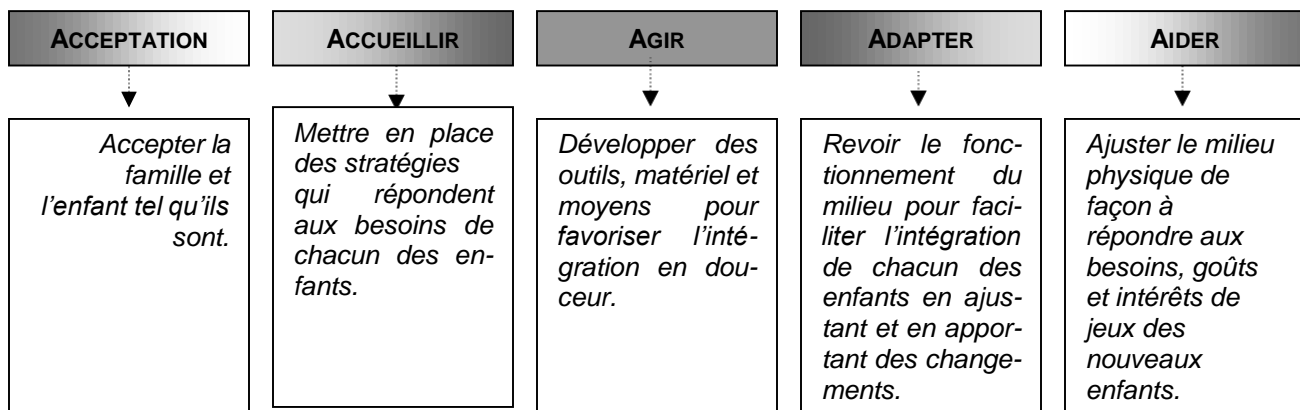 ACCEPTATION
Accepter la
famille et
l'enfant tel qu'ils
sont.
ACCUEILLIR
Mettre en place
des stratégies
qui répondent
aux besoins de
chacun des en-
fants.
AGIR
Développer des
outils, matériel et
moyens pour
favoriser l'inté-
gration en dou-
ceur.
ADAPTER
Revoir le fonc-
tionnement du
milieu pour faci-
liter l'intégration
de chacun des
enfants en ajus-
tant et en appor-
tant des change-
ments.
AIDER
Ajuster le milieu
physique de
façon à
répondre aux
besoins, goûts
et intérêts de
jeux des
nouveaux
enfants.